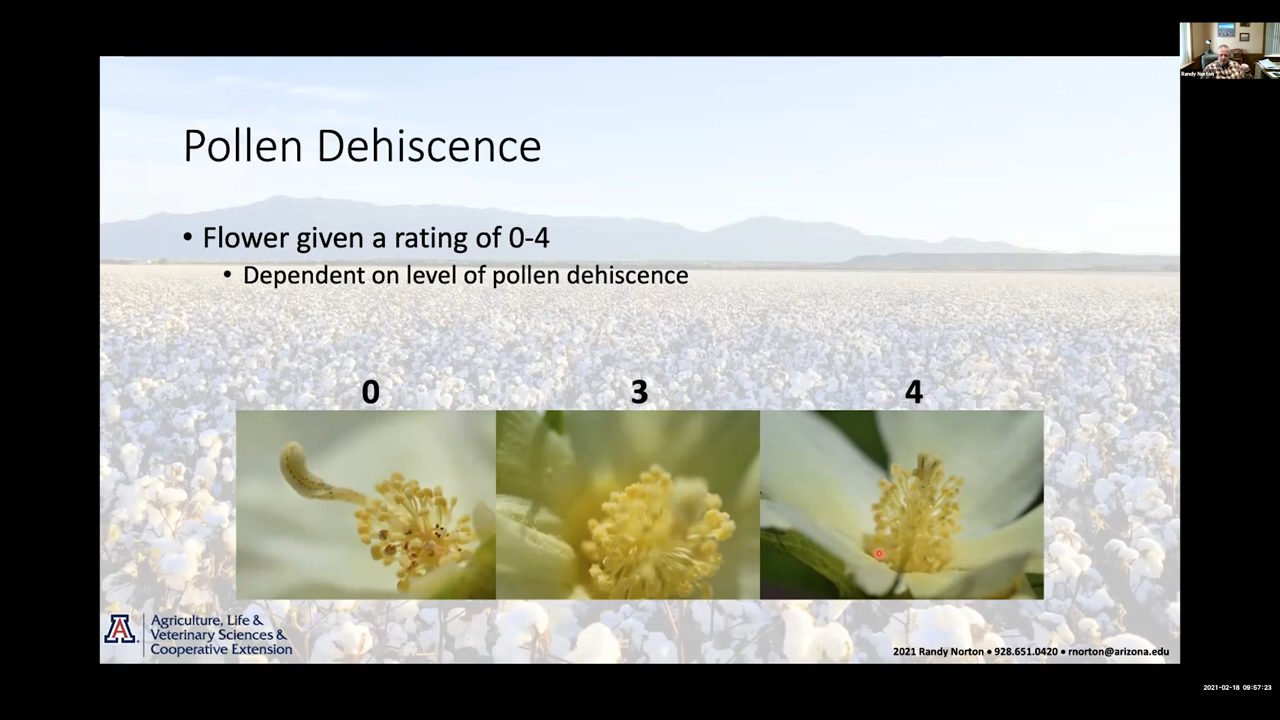 Randy Norton
Pollen Dehiscence
• Flower given a rating of 0-4
• Dependent on level of pollen dehiscence
0 3 4
Agriculture, Life &
Veterinary Sciences &
Cooperative Extension
2021 Randy Norton • 928.651.0420 • rnorton@arizona.edu
2021-02-18 09:57:23